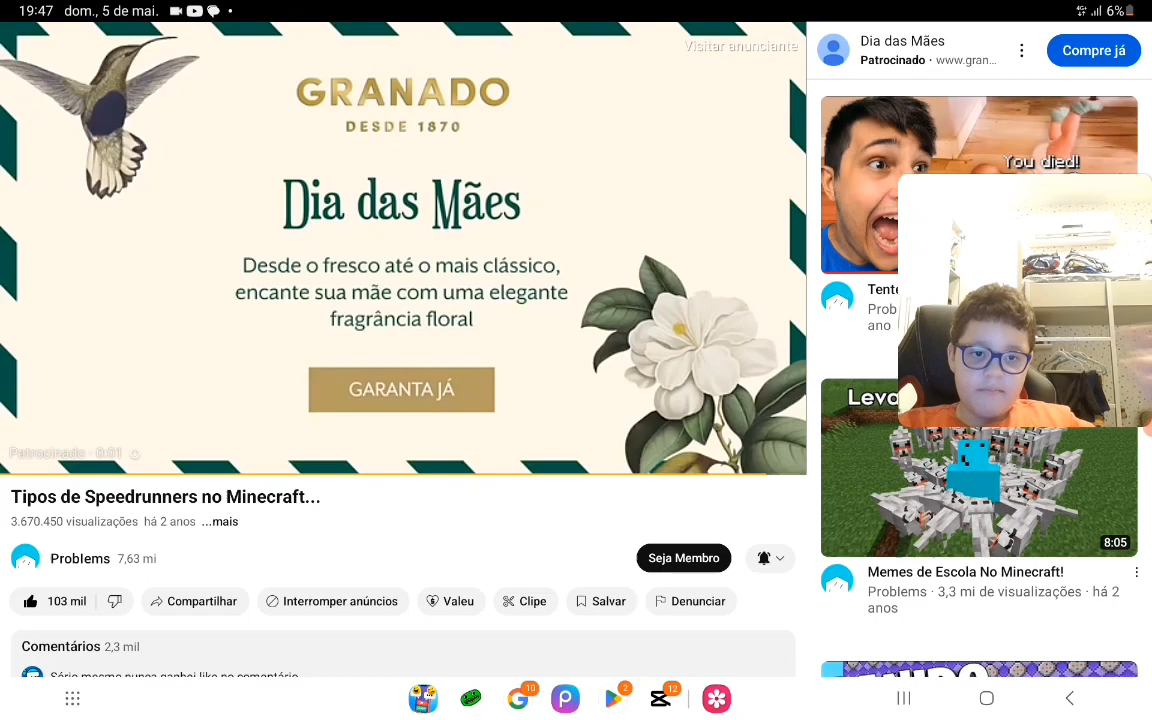 19:47 dom., 5 de mai.
6%
Visitar anunciante
GRANADO
DESDE 1870
Dia das Mães
Desde o fresco até o mais clássico,
encante sua mãe com uma elegante
fragrância floral
GARANTA JÁ
Patrocinado · 0:01
Tipos de Speedrunners no Minecraft...
3.670.450 visualizações há 2 anos ...mais
Problems 7,63 mi
Seja Membro
103 mil
Compartilhar
Interromper anúncios
Valeu
Clipe
Salvar
Denunciar
Comentários 2,3 mil
Dia das Mães
Patrocinado · www.gran...
Compre já
You died!
Tente
Prob
ano
Leva
8:05
Memes de Escola No Minecraft!
Problems · 3,3 mi de visualizações · há 2
anos
10
2
12